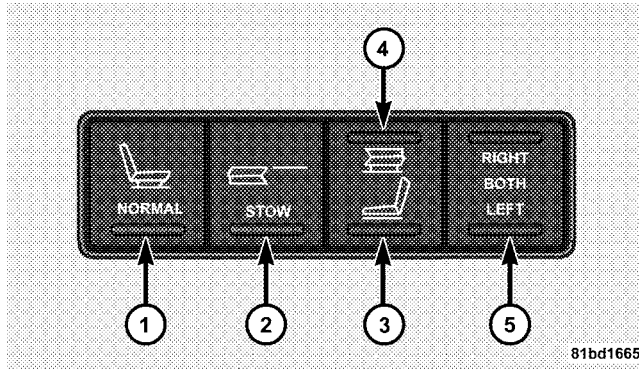 4
RIGHT
BOTH
NORMAL
STOW
LEFT
1
2
3
5
81bd1665